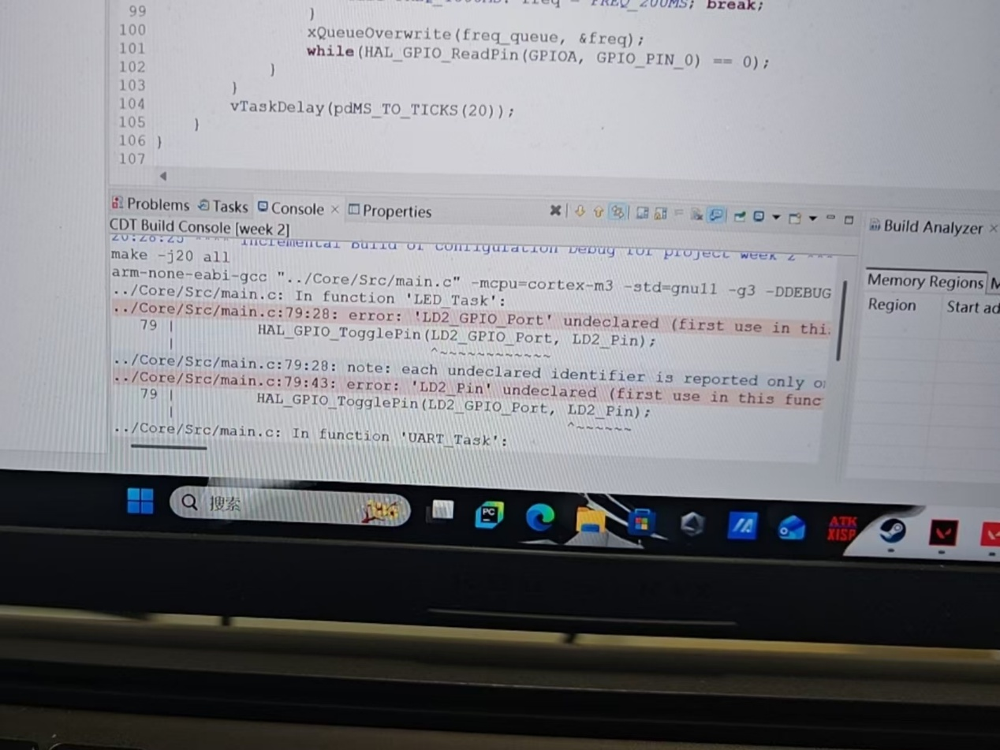 99
}
100 xQueueOverwrite(freq_queue, &freq);
101 while(HAL_GPIO_ReadPin(GPIOA, GPIO_PIN_0) == 0);
102 }
103 }
104 vTaskDelay(pdMS_TO_TICKS(20));
105 }
106 }
107
Problems Tasks Console × Properties
CDT Build Console [week 2]
Incremental Build of configuration Debug for project week 2 ****
make -j20 all
arm-none-eabi-gcc "../Core/Src/main.c" -mcpu=cortex-m3 -std=gnu11 -g3 -DDEBUG
../Core/Src/main.c: In function 'LED_Task':
../Core/Src/main.c:79:28: error: 'LD2_GPIO_Port' undeclared (first use in thi
79 | HAL_GPIO_TogglePin(LD2_GPIO_Port, LD2_Pin);
| ^~~~~~~~~~~~~
../Core/Src/main.c:79:28: note: each undeclared identifier is reported only o
../Core/Src/main.c:79:43: error: 'LD2_Pin' undeclared (first use in this func
79 | HAL_GPIO_TogglePin(LD2_GPIO_Port, LD2_Pin);
| ^~~~~~~
../Core/Src/main.c: In function 'UART_Task':
Build Analyzer ×
Memory Regions M
Region Start ad
搜索
PC
ATK
XISP